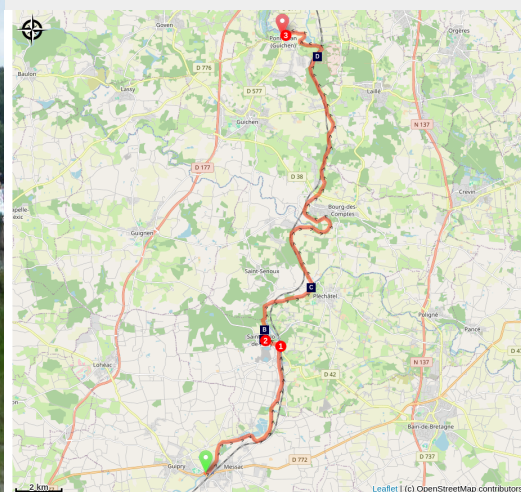 Goven
Orgères
3
Pont
(Guichen)
D
D 776
Baulon
Lassy
D 577
Laillé
Guichen
N 137
D 177
D 38
Crevin
Bourg-des-
Comptes
Guignen
Saint-Senoux
C
Pléchâtel
Poligné
B
Pancé
2
1
D 42
Lohéac
N 137
Bain-de-Bretagne
D 737
Guipry
Messac
D 772
2 km
Leaflet | (c) OpenStreetMap contributors